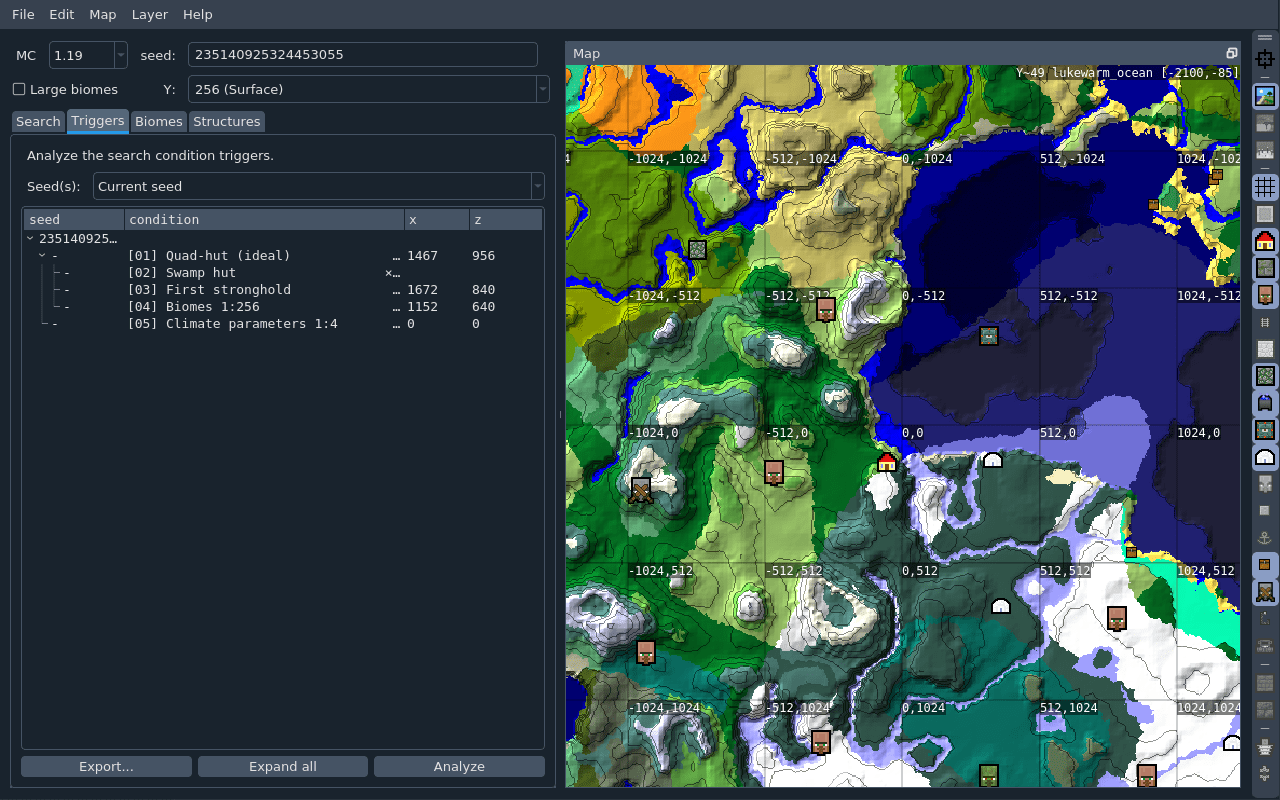 File Edit Map Layer Help
MC 1.19 seed: 235140925324453055
Large biomes Y: 256 (Surface)
Search Triggers Biomes Structures
Analyze the search condition triggers.
Seed(s): Current seed
seed condition x z
235140925…
- [01] Quad-hut (ideal) … 1467 956
- [02] Swamp hut ×…
- [03] First stronghold … 1672 840
- [04] Biomes 1:256 … 1152 640
- [05] Climate parameters 1:4 … 0 0
Export... Expand all Analyze
Map
Y~49 lukewarm_ocean [-2100,-85]
4 -1024,-1024 -512,-1024 0,-1024 512,-1024 1024,-102
-1024,-512 -512,-512 0,-512 512,-512 1024,-512
-1024,0 -512,0 0,0 512,0 1024,0
-1024,512 -512,512 0,512 512,512 1024,512
-1024,1024 -512,1024 0,1024 512,1024 1024,1024